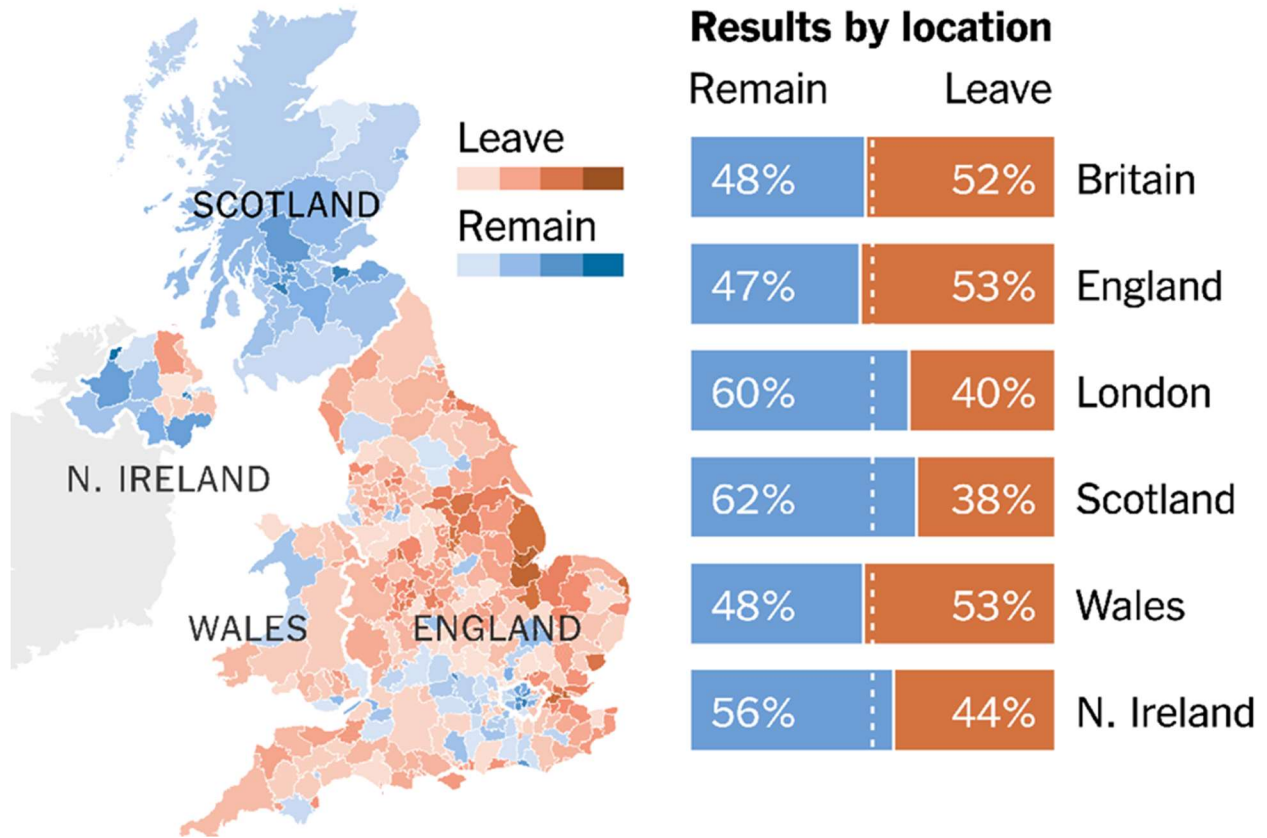 SCOTLAND
N. IRELAND
WALES
ENGLAND
Leave
Remain
Results by location
Remain Leave
48% 52% Britain
47% 53% England
60% 40% London
62% 38% Scotland
48% 53% Wales
56% 44% N. Ireland